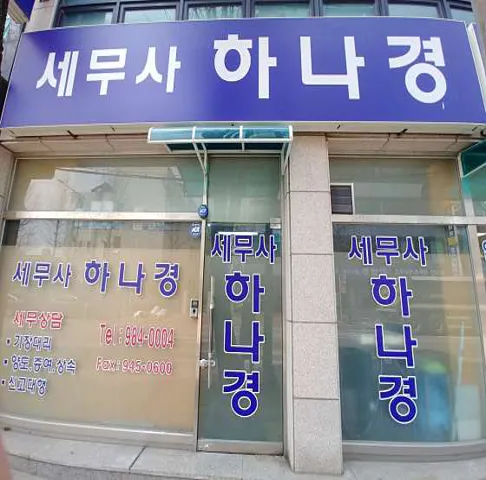 세무사 하나경
세무사 하나경
세무상담
• 기장대리
• 양도,증여,상속
• 신고대행
Tel:984-0004
Fax:945-0600
세무사
하나경
세무사
하나경